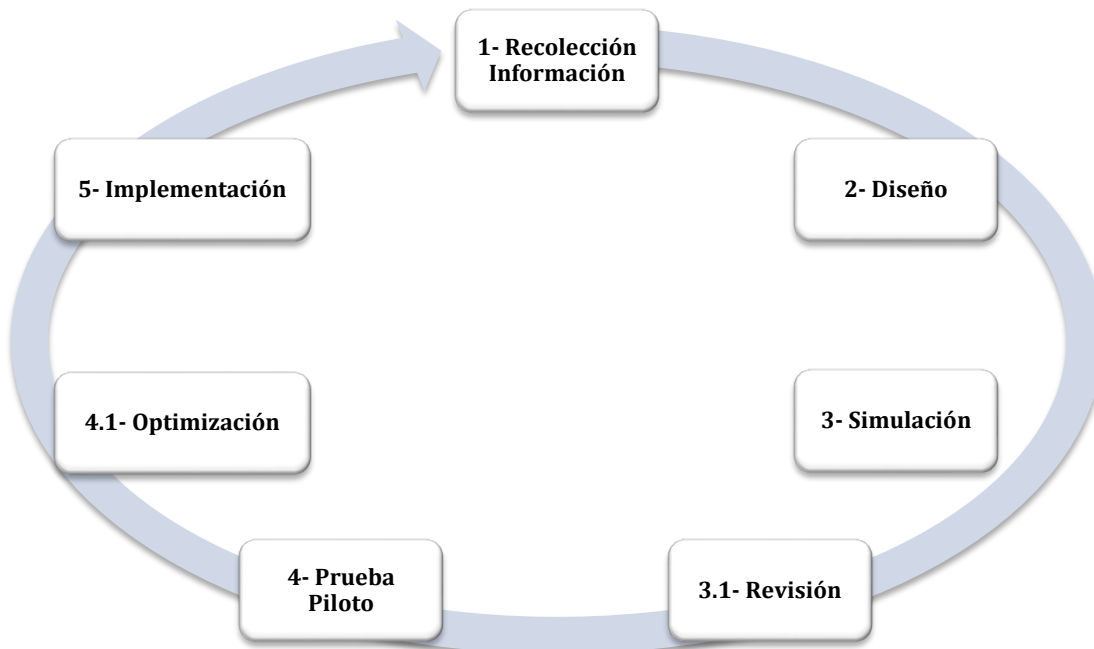 1- Recolección
Información
2- Diseño
3- Simulación
3.1- Revisión
4- Prueba
Piloto
4.1- Optimización
5- Implementación